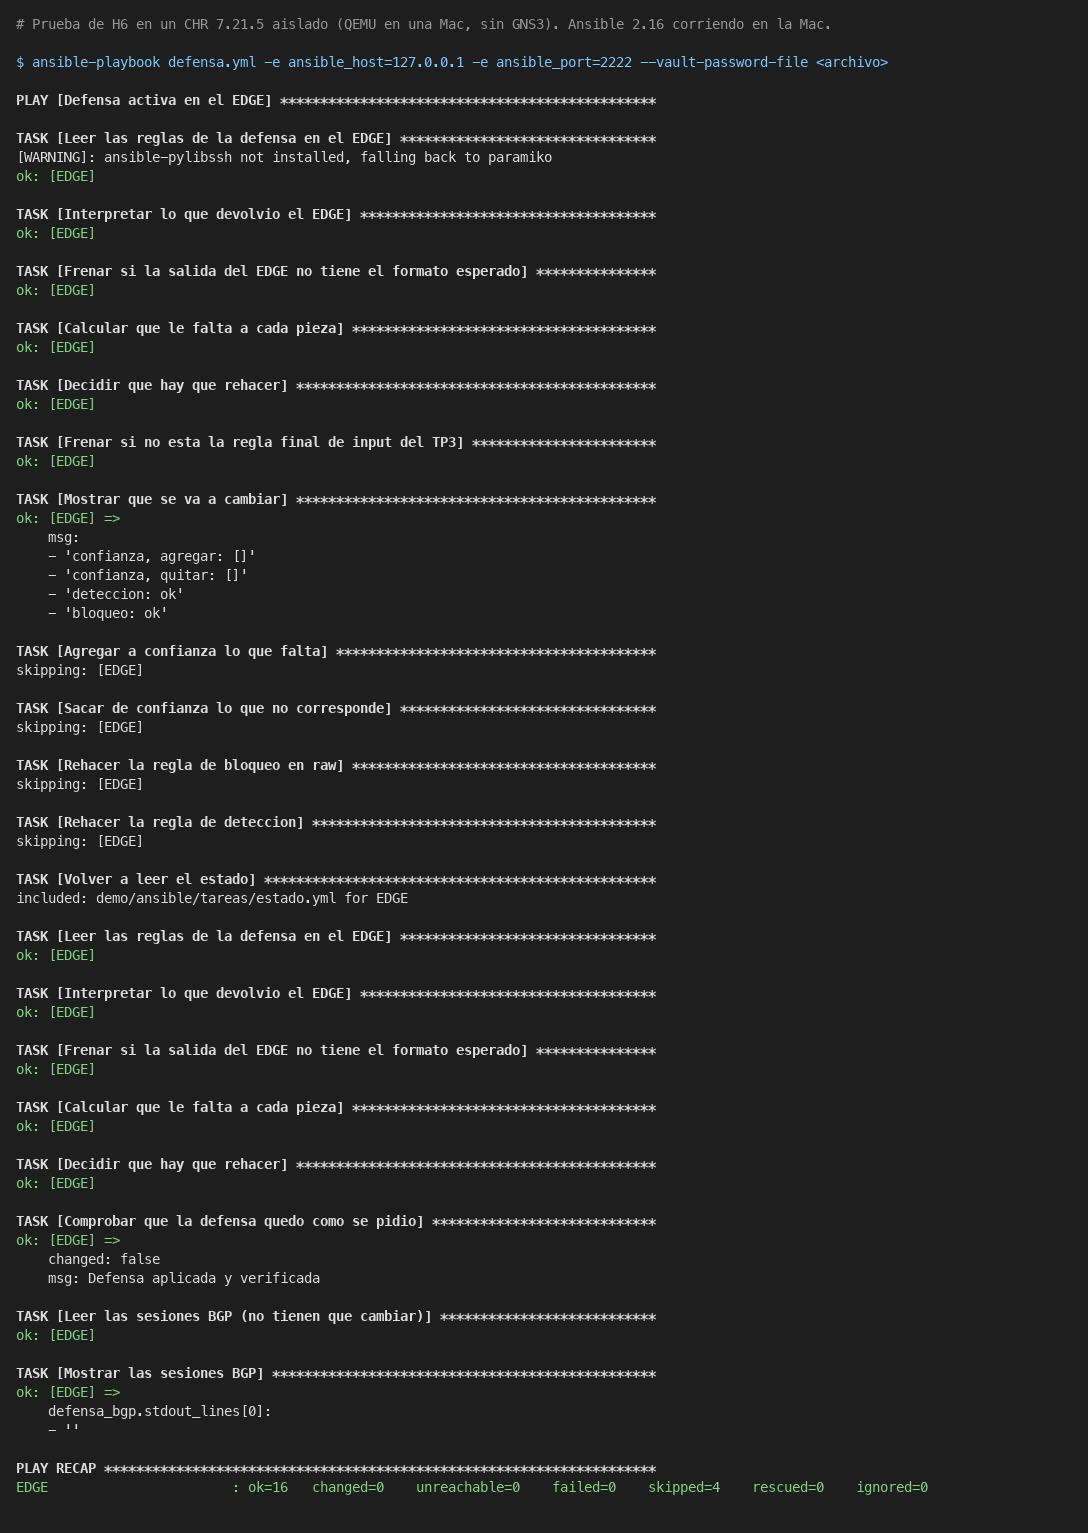 # Prueba de H6 en un CHR 7.21.5 aislado (QEMU en una Mac, sin GNS3). Ansible 2.16 corriendo en la Mac.
$ ansible-playbook defensa.yml -e ansible_host=127.0.0.1 -e ansible_port=2222 --vault-password-file <archivo>
PLAY [Defensa activa en el EDGE] ***********************************************
TASK [Leer las reglas de la defensa en el EDGE] ********************************
[WARNING]: ansible-pylibssh not installed, falling back to paramiko
ok: [EDGE]
TASK [Interpretar lo que devolvio el EDGE] *************************************
ok: [EDGE]
TASK [Frenar si la salida del EDGE no tiene el formato esperado] ***************
ok: [EDGE]
TASK [Calcular que le falta a cada pieza] **************************************
ok: [EDGE]
TASK [Decidir que hay que rehacer] *********************************************
ok: [EDGE]
TASK [Frenar si no esta la regla final de input del TP3] ***********************
ok: [EDGE]
TASK [Mostrar que se va a cambiar] *********************************************
ok: [EDGE] =>
    msg:
    - 'confianza, agregar: []'
    - 'confianza, quitar: []'
    - 'deteccion: ok'
    - 'bloqueo: ok'
TASK [Agregar a confianza lo que falta] ****************************************
skipping: [EDGE]
TASK [Sacar de confianza lo que no corresponde] ********************************
skipping: [EDGE]
TASK [Rehacer la regla de bloqueo en raw] **************************************
skipping: [EDGE]
TASK [Rehacer la regla de deteccion] *******************************************
skipping: [EDGE]
TASK [Volver a leer el estado] *************************************************
included: demo/ansible/tareas/estado.yml for EDGE
TASK [Leer las reglas de la defensa en el EDGE] ********************************
ok: [EDGE]
TASK [Interpretar lo que devolvio el EDGE] *************************************
ok: [EDGE]
TASK [Frenar si la salida del EDGE no tiene el formato esperado] ***************
ok: [EDGE]
TASK [Calcular que le falta a cada pieza] **************************************
ok: [EDGE]
TASK [Decidir que hay que rehacer] *********************************************
ok: [EDGE]
TASK [Comprobar que la defensa quedo como se pidio] ****************************
ok: [EDGE] =>
    changed: false
    msg: Defensa aplicada y verificada
TASK [Leer las sesiones BGP (no tienen que cambiar)] ***************************
ok: [EDGE]
TASK [Mostrar las sesiones BGP] ************************************************
ok: [EDGE] =>
    defensa_bgp.stdout_lines[0]:
    - ''
PLAY RECAP *********************************************************************
EDGE                       : ok=16   changed=0    unreachable=0    failed=0    skipped=4    rescued=0    ignored=0